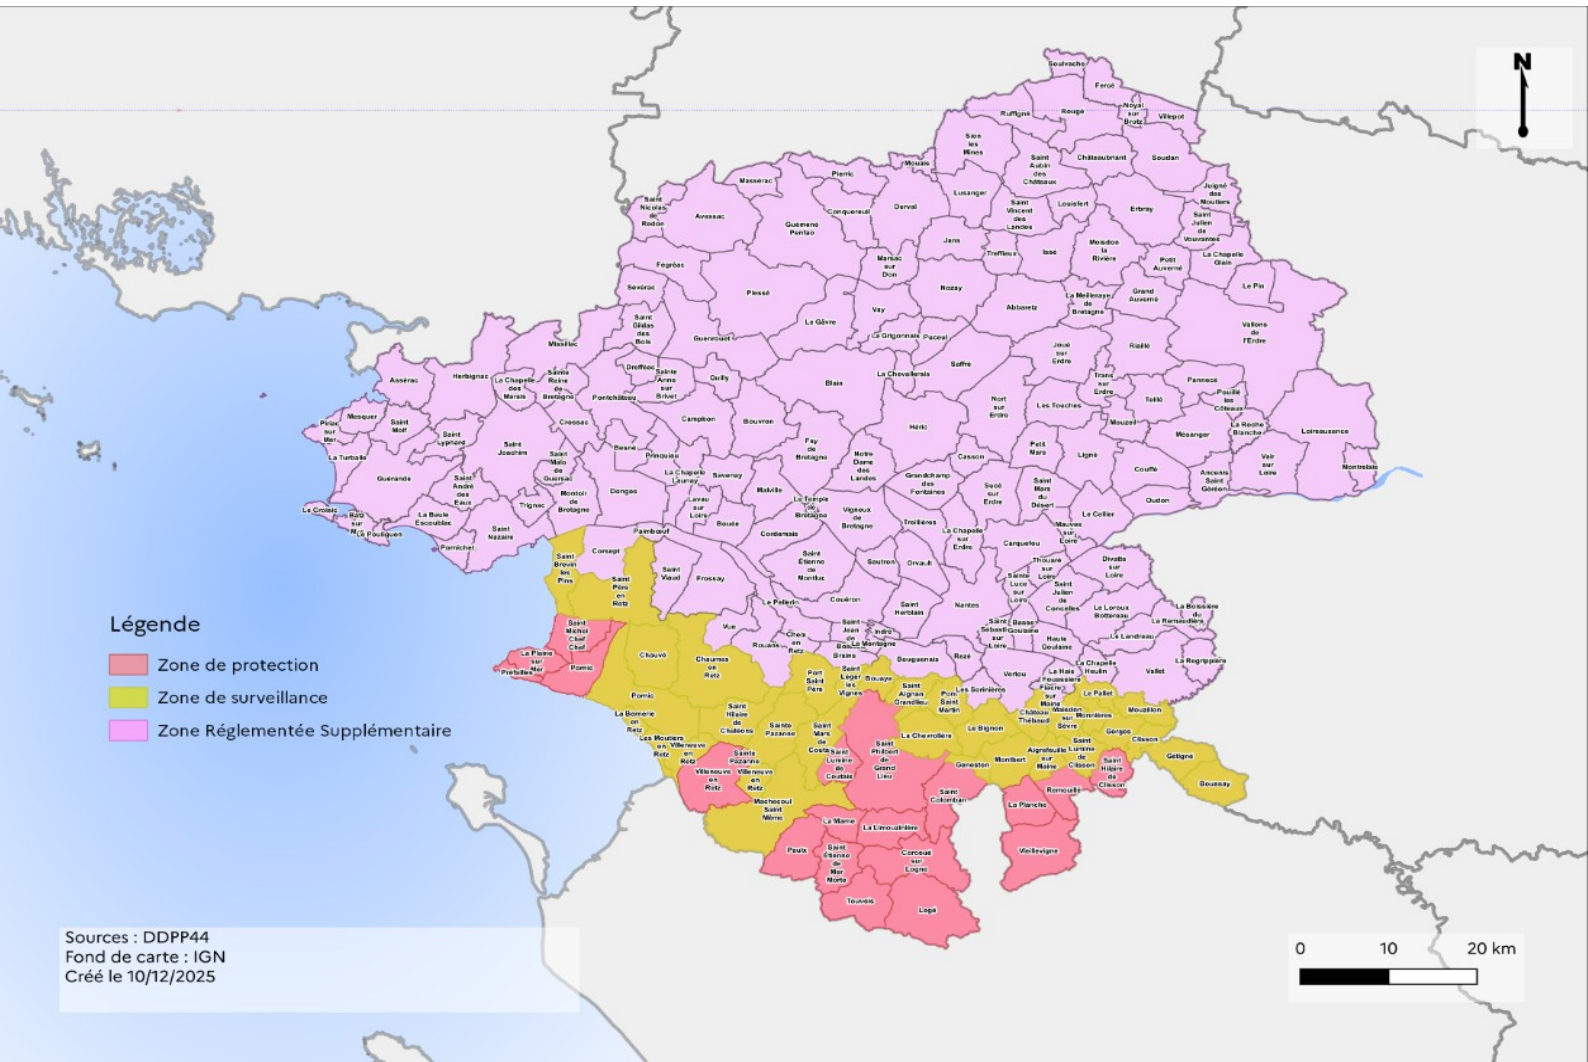 N
Soulvache
Fercé
Ruffigné
Rougé
Noyal
sur
Brutz
Villepot
Sion
les
Mines
Saint
Aubin
des
Châteaux
Châteaubriant
Soudan
Mouais
Pierric
Massérac
Lusanger
Juigné
des
Moutiers
Saint
Nicolas
de
Redon
Avessac
Conquereuil
Derval
Saint
Vincent
des
Landes
Louisfert
Erbray
Saint
Julien
de
Vouvantes
Guémené
Penfao
Jans
Treffieux
Issé
Moisdon
la
Rivière
Petit
Auverné
La Chapelle
Glain
Fégréac
Marsac
sur
Don
Sévérac
Plessé
Nozay
La Meilleraye
de
Bretagne
Grand
Auverné
Le Pin
Abbaretz
Vay
Le Gâvre
Saint
Gildas
des
Bois
Guenrouët
La Grigonnais
Puceul
Vallons
de
l'Erdre
Missillac
Joué
sur
Erdre
Riaillé
Saffré
Drefféac
Sainte
Anne
sur
Brivet
Quilly
Blain
La Chevallerais
Assérac
Herbignac
La Chapelle
des
Marais
Sainte
Reine
de
Bretagne
Pontchâteau
Trans
sur
Erdre
Pannecé
Teillé
Pouillé
les
Côteaux
Nort
sur
Erdre
Les Touches
Mésquer
Saint
Molf
Crossac
Campbon
Bouvron
Héric
Mouzeil
Mésanger
La Roche
Blanche
Loireauxence
Piriac
sur
Mer
Saint
Lyphard
Saint
Joachim
Besné
Prinquiau
Fay
de
Bretagne
Notre
Dame
des
Landes
Casson
Petit
Mars
Ligné
Couffé
Vair
sur
Loire
Montrelais
La Turballe
Guérande
Saint
André
des
Eaux
Saint
Malo
de
Guersac
La Chapelle
Launay
Savenay
Malville
Grandchamp
des
Fontaines
Sucé
sur
Erdre
Saint
Mars
du
Désert
Ancenis
Saint
Géréon
Oudon
Le Cellier
Le Croisic
Batz
sur
Le Pouliguen
La Baule
Escoublac
Trignac
Montoir
de
Bretagne
Donges
Lavau
sur
Loire
Bouée
Le Temple
de
Bretagne
Vigneux
de
Bretagne
Treillières
La Chapelle
sur
Erdre
Mauves
sur
Loire
Pornichet
Saint
Nazaire
Paimboeuf
Cordemais
Carquefou
Saint
Brevin
les
Pins
Corsept
Saint
Viaud
Frossay
Saint
Étienne
de
Montluc
Sautron
Orvault
Thouaré
sur
Loire
Divatte
sur
Loire
Saint
Père
en
Retz
Sainte
Luce
sur
Loire
Saint
Julien
de
Concelles
Le Pellerin
Couëron
Saint
Herblain
Nantes
Le Loroux
Bottereau
La Boissière
du
La Remaudière
Vue
Rouans
Cheix
en
Retz
Saint
Jean
de
Boiseau
Brains
Indre
La Montagne
Saint
Sébastien
sur
Loire
Basse
Goulaine
Haute
Goulaine
Le Landreau
Légende
Zone de protection
Zone de surveillance
Zone Réglementée Supplémentaire
Saint
Michel
Chef
Chef
La Plaine
sur
Mer
Préfailles
Pornic
Chauvé
Chaumes
en
Retz
Port
Saint
Père
Saint
Léger
les
Vignes
Bouaye
Bouguenais
Rezé
Vertou
La Haie
Fouassière
La Chapelle
Heulin
Vallet
La Regrippière
Saint
Aignan
Grandlieu
Pont
Saint
Martin
Les Sorinières
Château
Thébaud
Maisdon
sur
Sèvre
Monnières
Le Pallet
Mouzillon
Pornic
La Bernerie
en
Retz
Saint
Hilaire
de
Chaléons
Sainte
Pazanne
Saint
Mars
de
Coutais
La Chevrolière
Le Bignon
Gorges
Clisson
Les Moutiers
en
Retz
Villeneuve
en
Retz
Sainte
Pazanne
Saint
Lumine
de
Coutais
Saint
Philbert
de
Grand
Lieu
Geneston
Montbert
Aigrefeuille
sur
Maine
Saint
Lumine
de
Clisson
Saint
Hilaire
de
Clisson
Gétigné
Boussay
Villeneuve
en
Retz
Villeneuve
en
Retz
Machecoul
Saint
Même
Saint
Colomban
La Planche
Remouillé
La Marne
La Limouzinière
Vieillevigne
Paulx
Saint
Étienne
de
Mer
Morte
Corcoué
sur
Logne
Touvois
Legé
Sources : DDPP44
Fond de carte : IGN
Créé le 10/12/2025
0 10 20 km